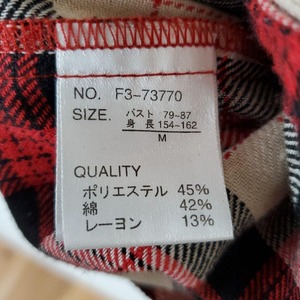 NO. F3-73770
SIZE. バスト 79~87
身 長 154~162
M
QUALITY
ポリエステル 45%
綿 42%
レーヨン 13%